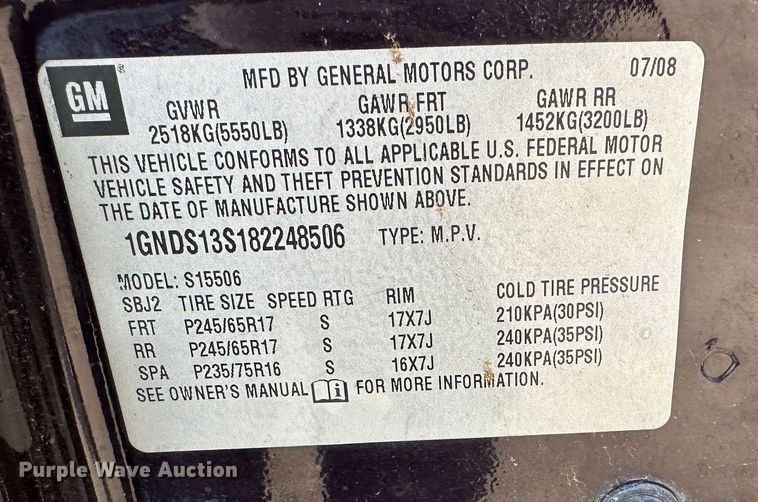 GM
MFD BY GENERAL MOTORS CORP. 07/08
GVWR GAWR FRT GAWR RR
2518KG(5550LB) 1338KG(2950LB) 1452KG(3200LB)
THIS VEHICLE CONFORMS TO ALL APPLICABLE U.S. FEDERAL MOTOR
VEHICLE SAFETY AND THEFT PREVENTION STANDARDS IN EFFECT ON
THE DATE OF MANUFACTURE SHOWN ABOVE.
1GNDS13S182248506 TYPE: M.P.V.
MODEL: S15506
SBJ2 TIRE SIZE SPEED RTG RIM COLD TIRE PRESSURE
FRT P245/65R17 S 17X7J 210KPA(30PSI)
RR P245/65R17 S 17X7J 240KPA(35PSI)
SPA P235/75R16 S 16X7J 240KPA(35PSI)
SEE OWNER'S MANUAL FOR MORE INFORMATION.
Purple Wave Auction